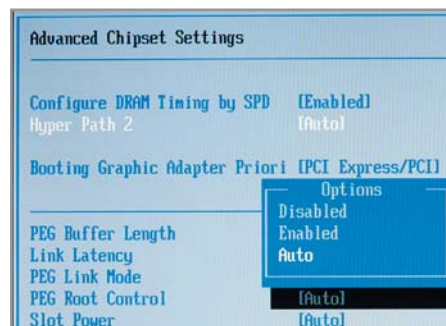 Advanced Chipset Settings
Configure DRAM Timing by SPD [Enabled]
Hyper Path 2 [Auto]
Booting Graphic Adapter Priori [PCI Express/PCI]
Options
Disabled
Enabled
Auto
PEG Buffer Length
Link Latency
PEG Link Mode
PEG Root Control [Auto]
Slot Power [Auto]